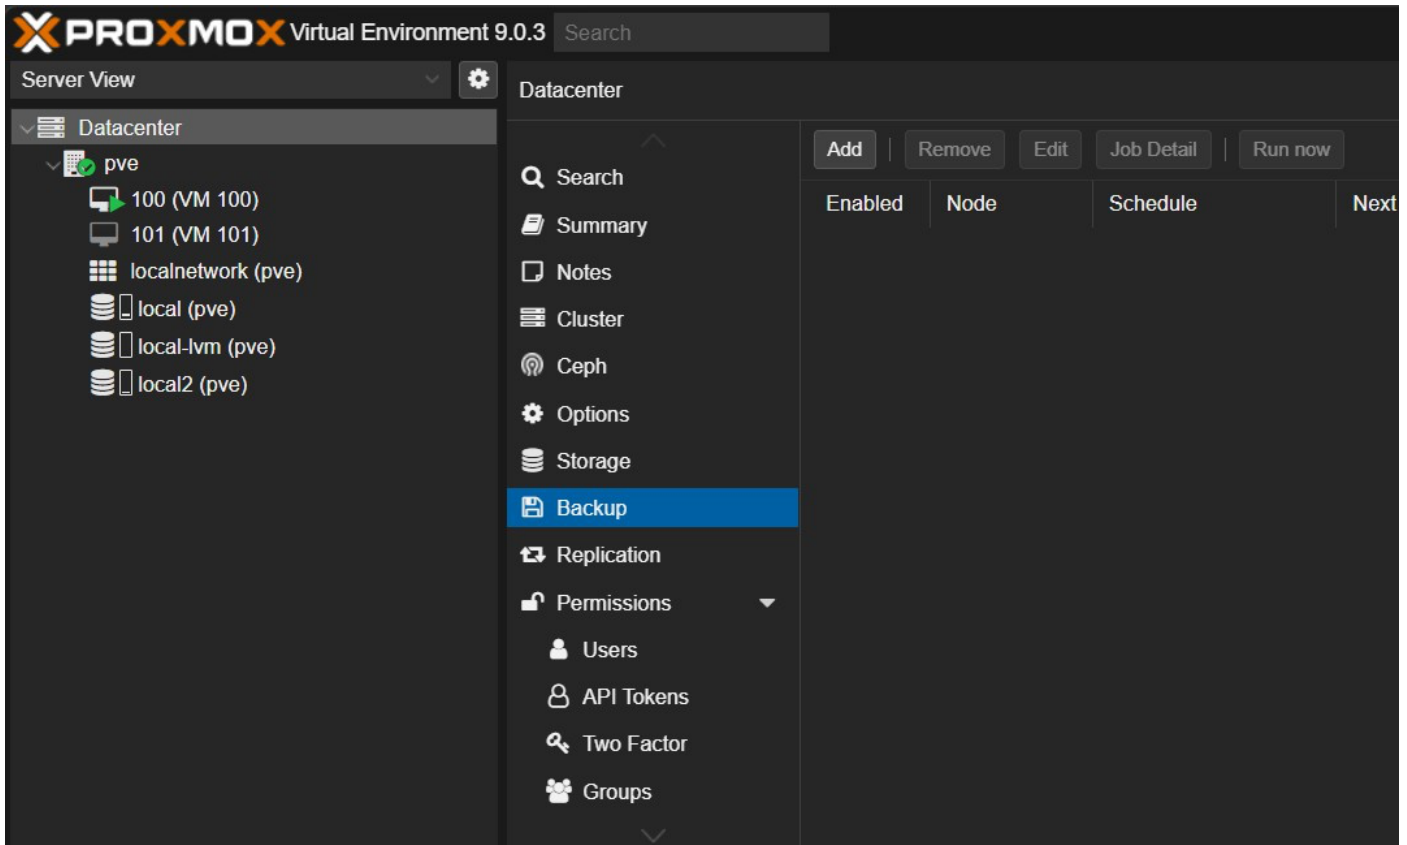 PROXMOX Virtual Environment 9.0.3 Search
Server View
Datacenter
pve
100 (VM 100)
101 (VM 101)
localnetwork (pve)
local (pve)
local-lvm (pve)
local2 (pve)
Datacenter
Search
Summary
Notes
Cluster
Ceph
Options
Storage
Backup
Replication
Permissions
Users
API Tokens
Two Factor
Groups
Add Remove Edit Job Detail Run now
Enabled Node Schedule Next